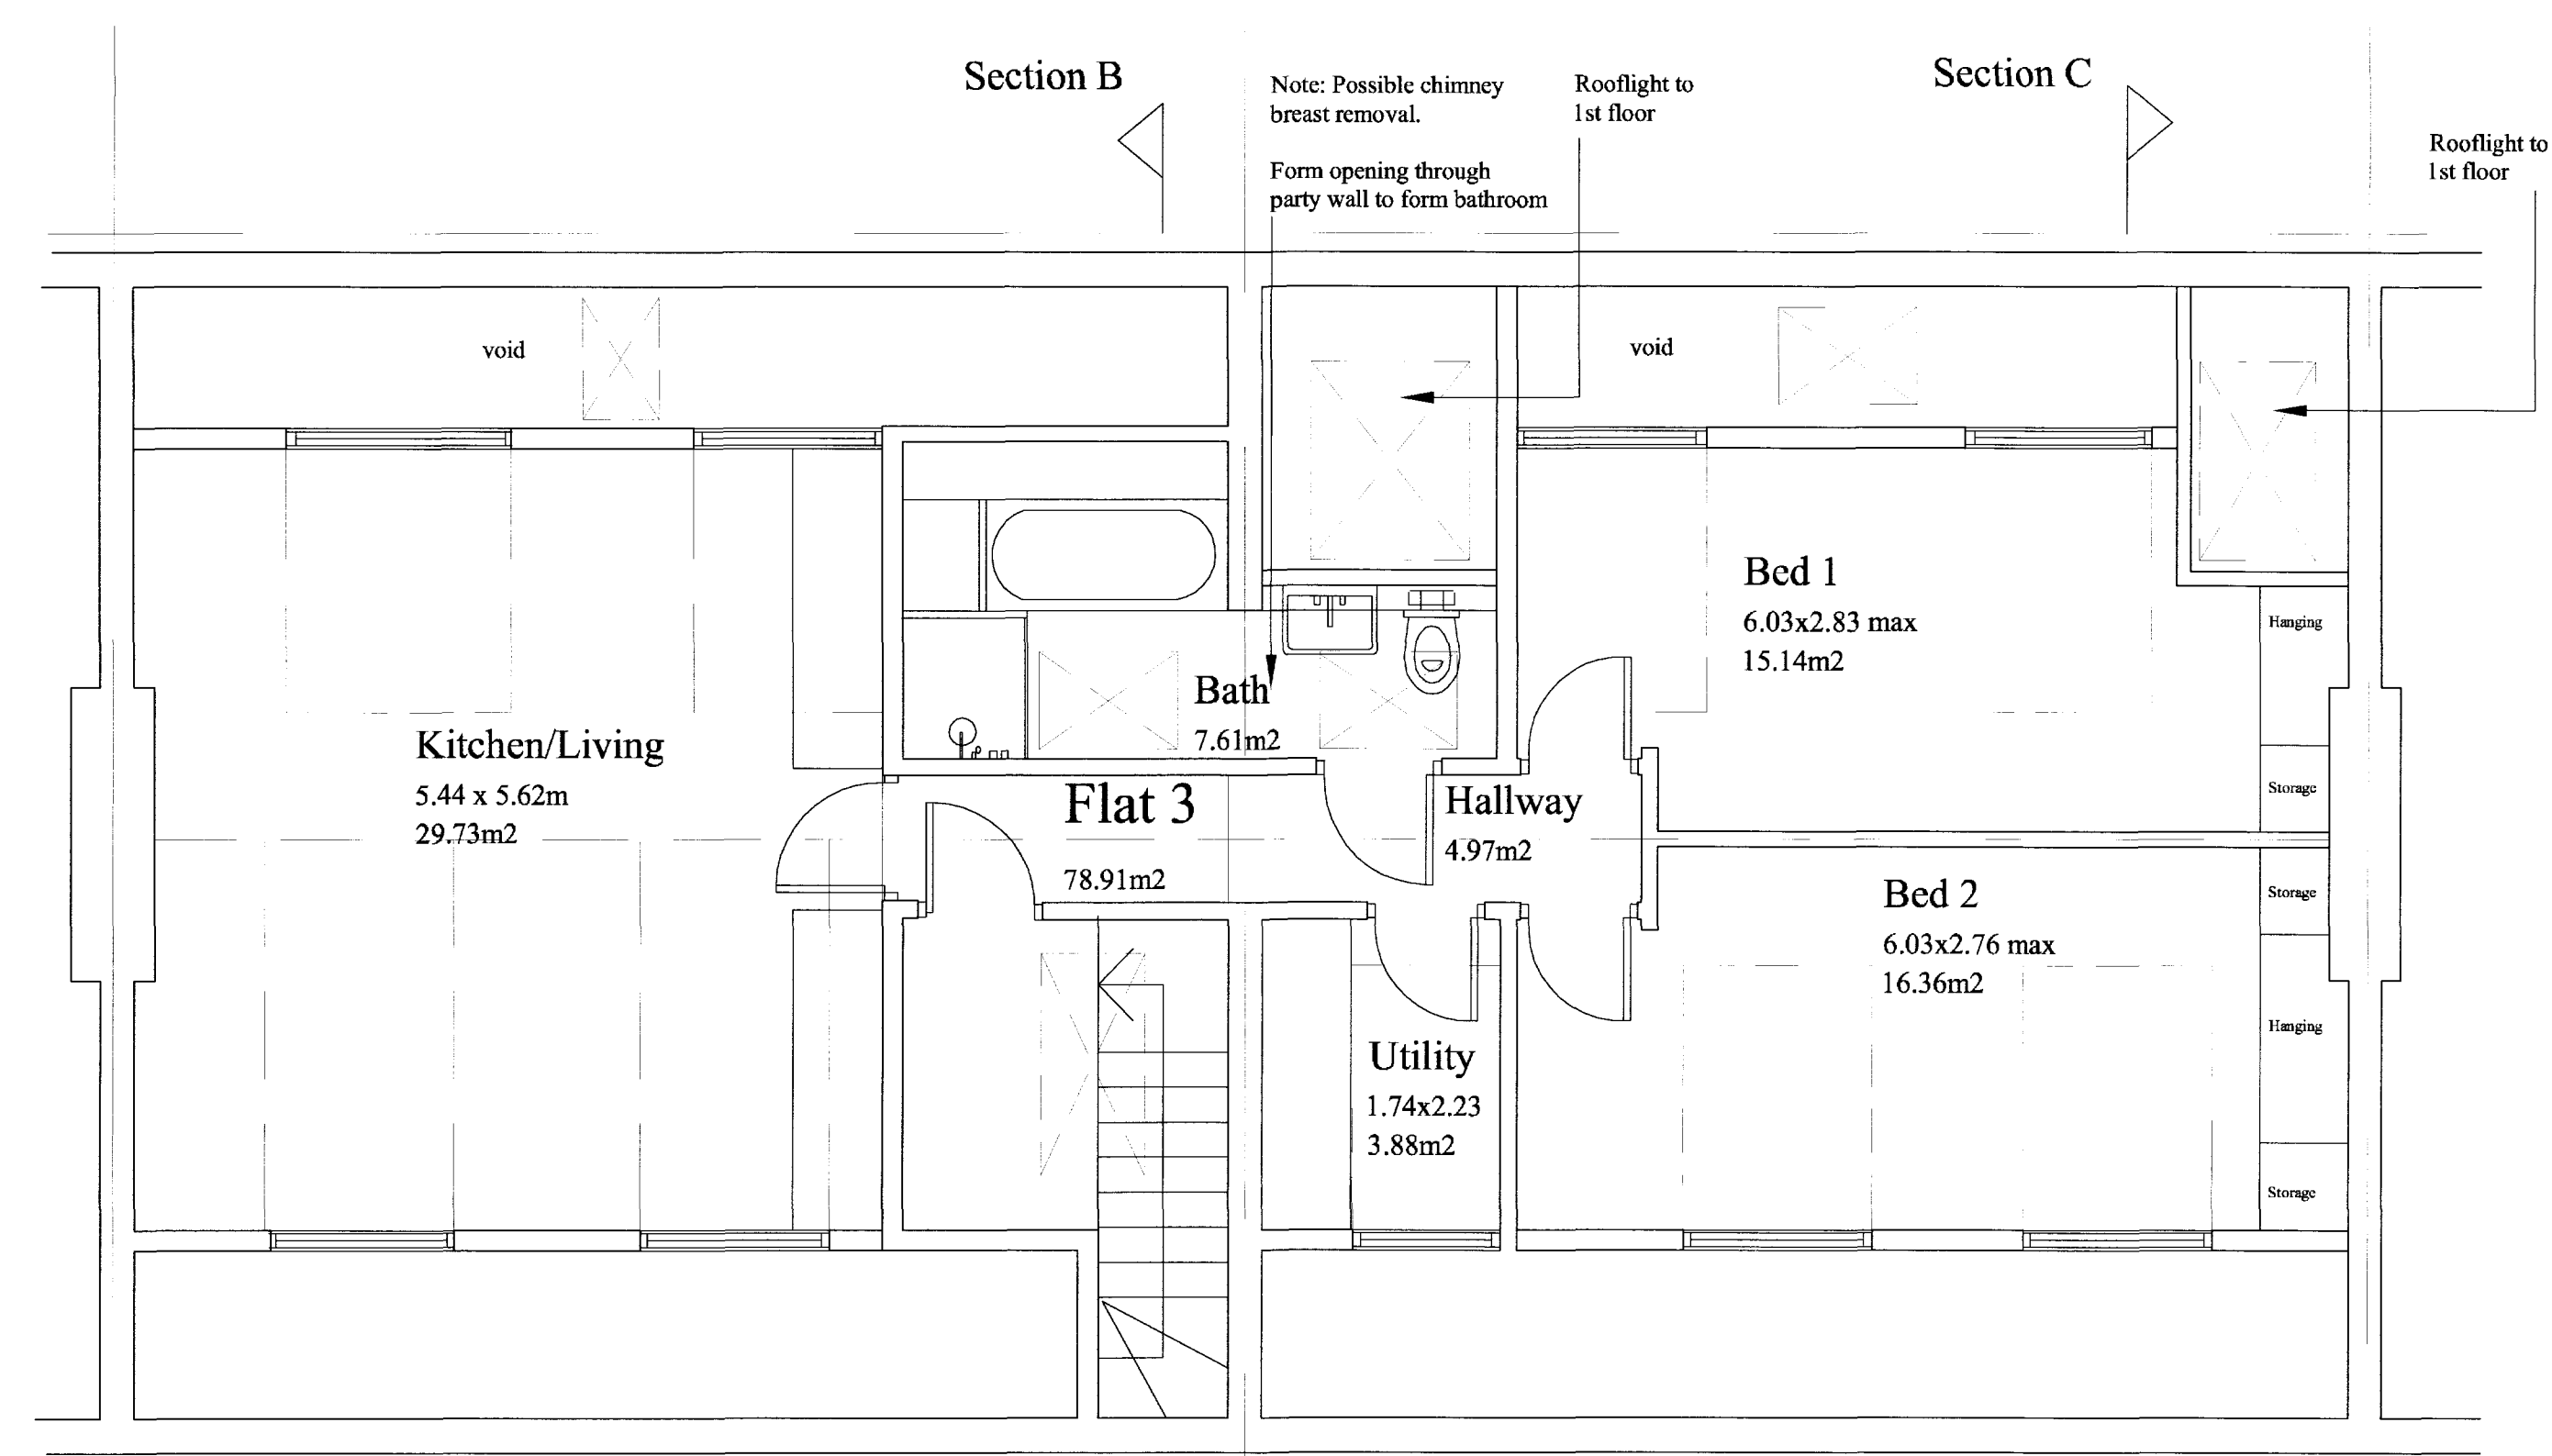 Section B
Note: Possible chimney
breast removal.
Form opening through
party wall to form bathroom
Rooflight to
1st floor
Section C
Rooflight to
1st floor
void
void
Bed 1
6.03x2.83 max
15.14m2
Hanging
Storage
Bath
7.61m2
Kitchen/Living
5.44 x 5.62m
29.73m2
Flat 3
78.91m2
Hallway
4.97m2
Bed 2
6.03x2.76 max
16.36m2
Storage
Hanging
Storage
Utility
1.74x2.23
3.88m2